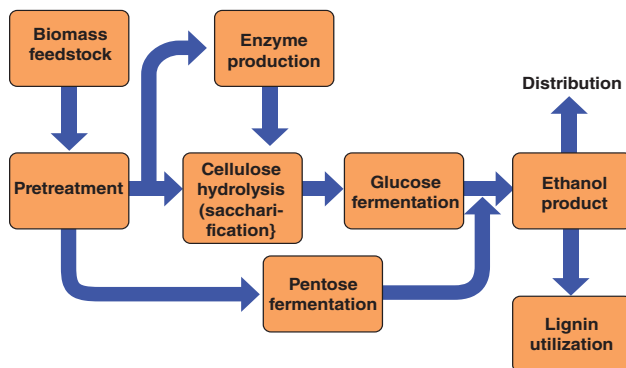 Biomass
feedstock
Enzyme
production
Distribution
Pretreatment
Cellulose
hydrolysis
(sacchari-
fication}
Glucose
fermentation
Ethanol
product
Pentose
fermentation
Lignin
utilization